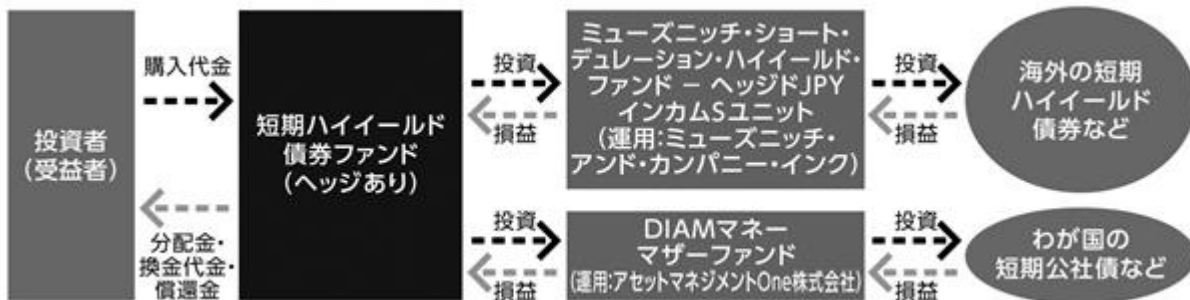 購入代金
投資者
(受益者)
分配金・
換金代金・
償還金
短期ハイイールド
債券ファンド
(ヘッジあり)
投資
損益
ミューズニッチ・ショート・
デュレーション・ハイイールド・
ファンド － ヘッジドJPY
インカムSユニット
(運用:ミューズニッチ・
アンド・カンパニー・インク)
投資
損益
海外の短期
ハイイールド
債券など
投資
損益
DIAMマネー
マザーファンド
(運用:アセットマネジメントOne株式会社)
投資
損益
わが国の
短期公社債など